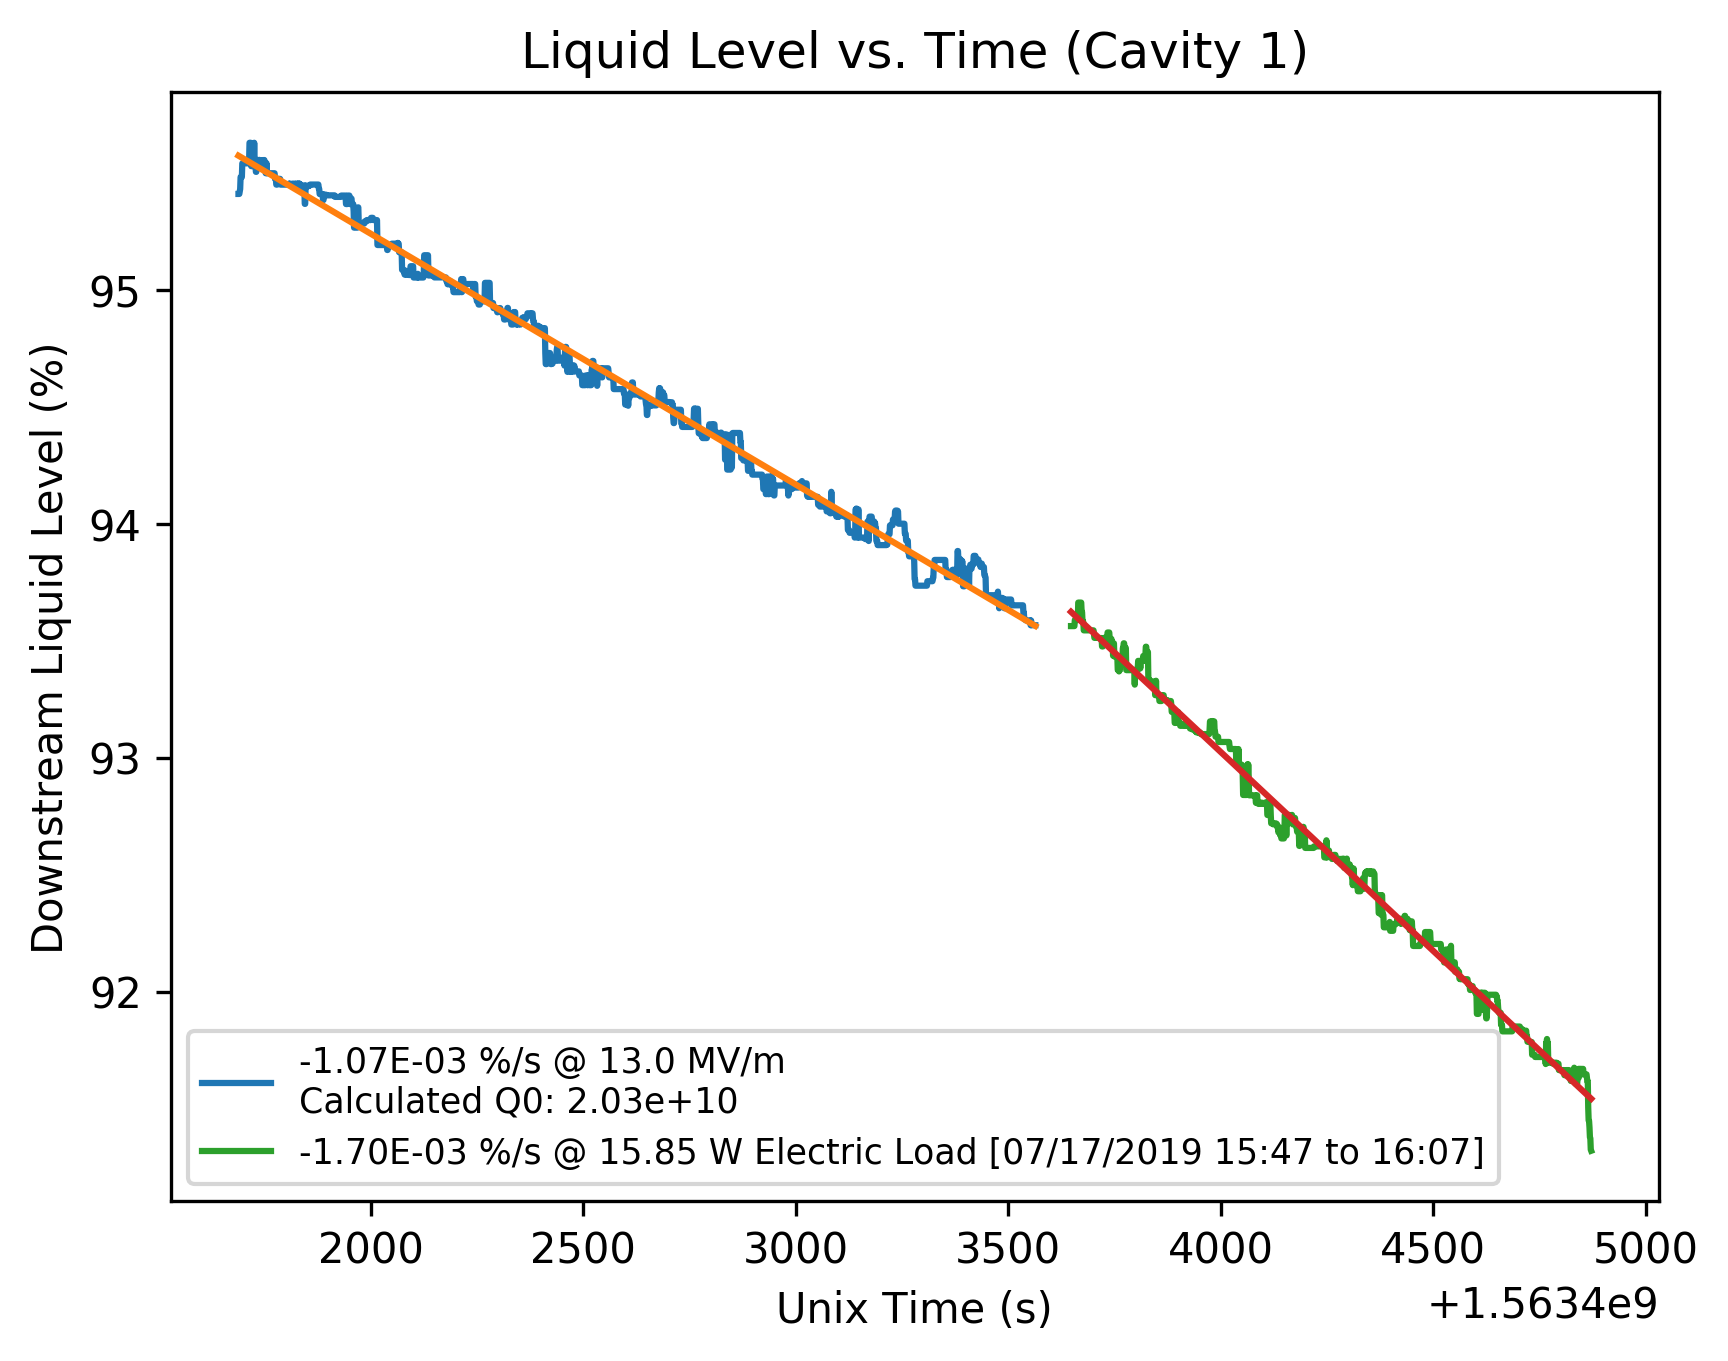 Liquid Level vs. Time (Cavity 1)
Downstream Liquid Level (%)
95
94
93
92
-1.07E-03 %/s @ 13.0 MV/m
Calculated Q0: 2.03e+10
-1.70E-03 %/s @ 15.85 W Electric Load [07/17/2019 15:47 to 16:07]
2000 2500 3000 3500 4000 4500 5000
+1.5634e9
Unix Time (s)